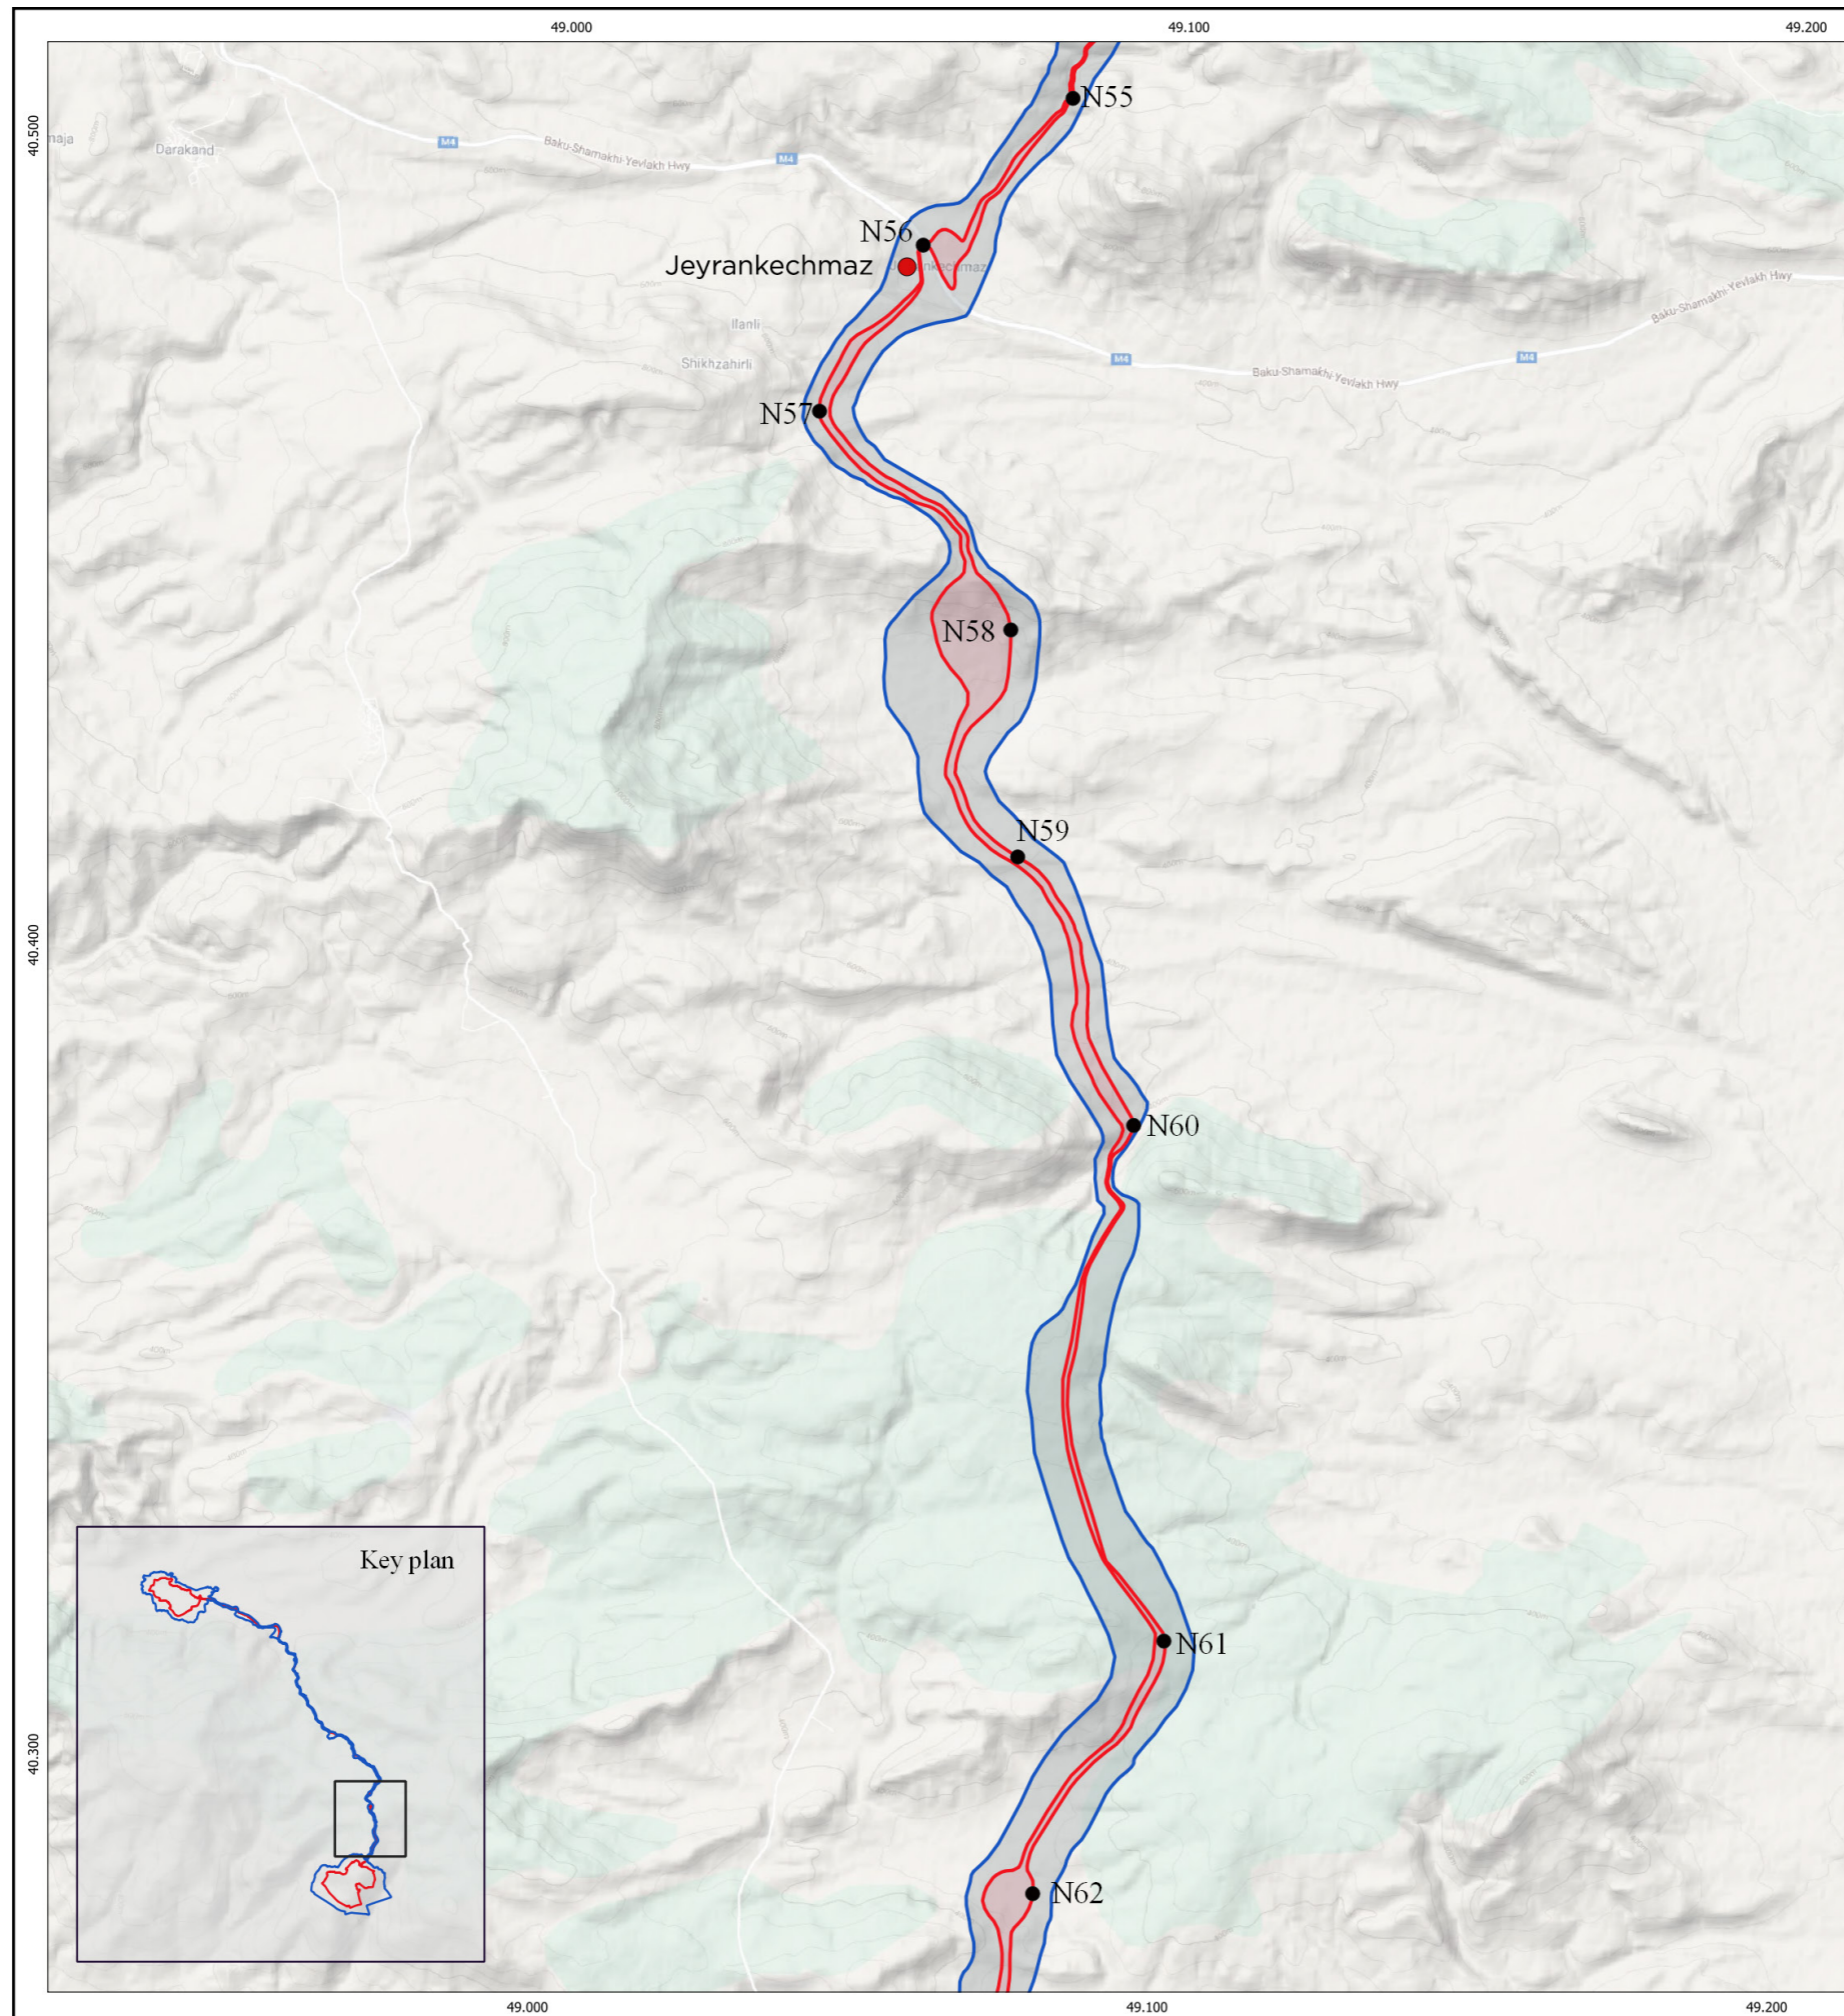 49.000
49.100
49.200
40.500
N55
maja
Darakand
M4
Baku-Shamakhi-Yevlakh Hwy
M4
N56
Jeyrankechmaz
Baku-Shamakhi-Yevlakh Hwy
Ilanli
Shikhzahirli
M4
M4
Baku-Shamakhi-Yevlakh Hwy
N57
N58
N59
40.400
N60
Key plan
N61
40.300
N62
49.000
49.100
49.200